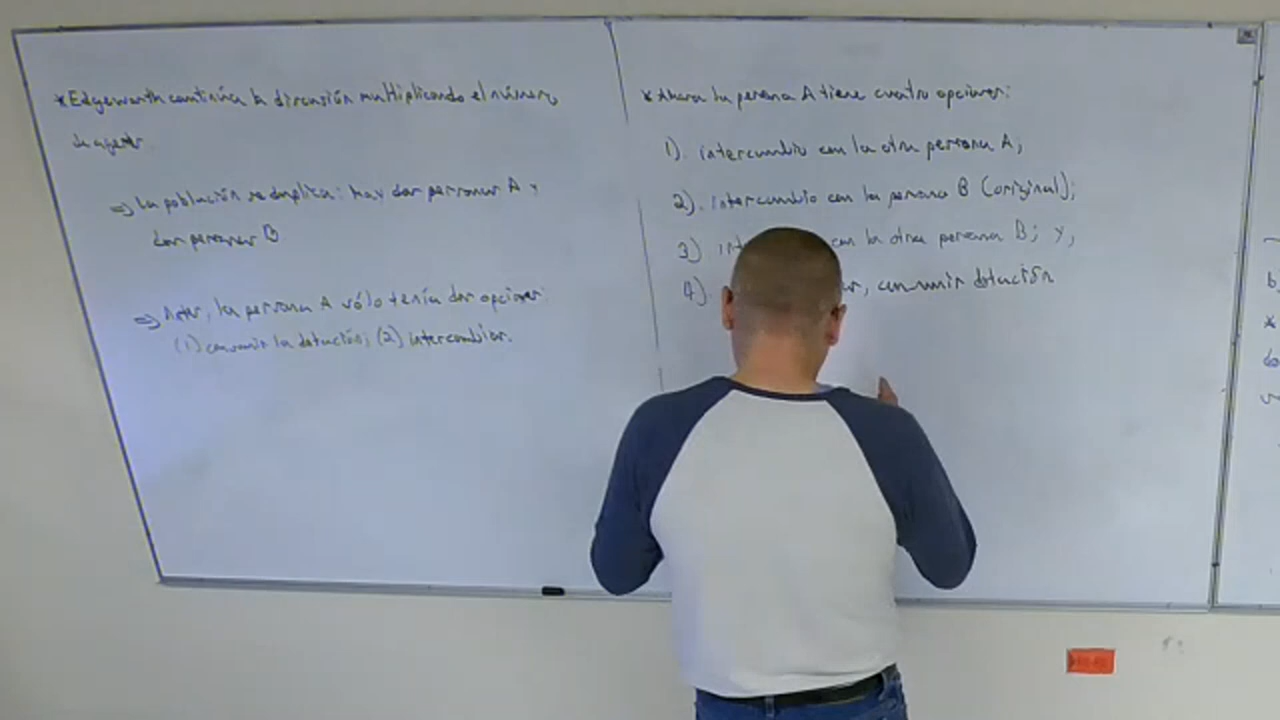 * Edgeworth continúa la discusión multiplicando el número
de agentes.
=> La población se duplica: hay dos personas A y
dos personas B
=> Antes, la persona A sólo tenía dos opciones:
(1) consumir la dotación; (2) intercambiar.
* Ahora la persona A tiene cuatro opciones:
1). intercambio con la otra persona A;
2). intercambio con la persona B (original);
3) int con la otra persona B; y,
4). consumir dotación